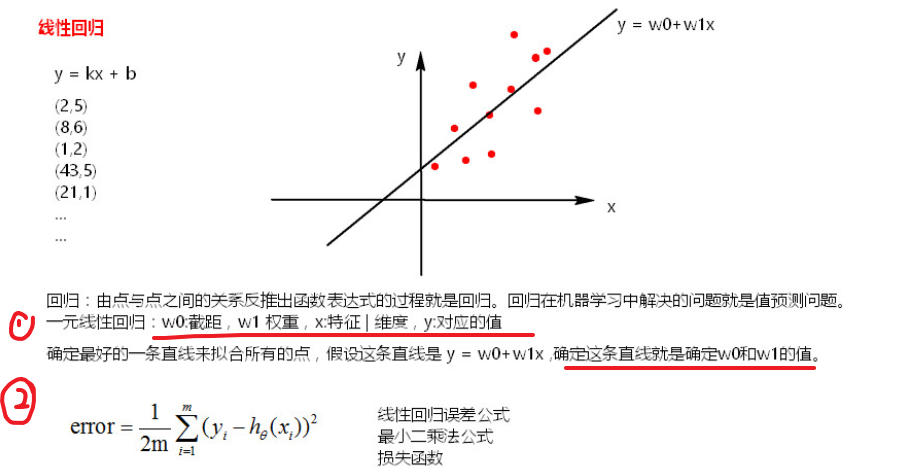 线性回归
y = w0+w1x
y
y = kx + b
(2,5)
(8,6)
(1,2)
(43,5)
(21,1)
...
...
x
回归：由点与点之间的关系反推出函数表达式的过程就是回归。回归在机器学习中解决的问题就是值预测问题。
①
一元线性回归：w0:截距，w1 权重，x:特征 | 维度，y:对应的值
确定最好的一条直线来拟合所有的点，假设这条直线是 y = w0+w1x ,确定这条直线就是确定w0和w1的值。
②
error = \frac{1}{2m} \sum_{i=1}^{m} (y_i − h_θ(x_i))^2
线性回归误差公式
最小二乘法公式
损失函数